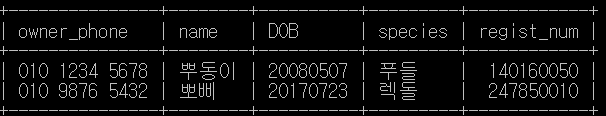 owner_phone | name | DOB | species | regist_num
010 1234 5678 | 뿌동이 | 20080507 | 푸들 | 140160050
010 9876 5432 | 뽀삐 | 20170723 | 렉돌 | 247850010